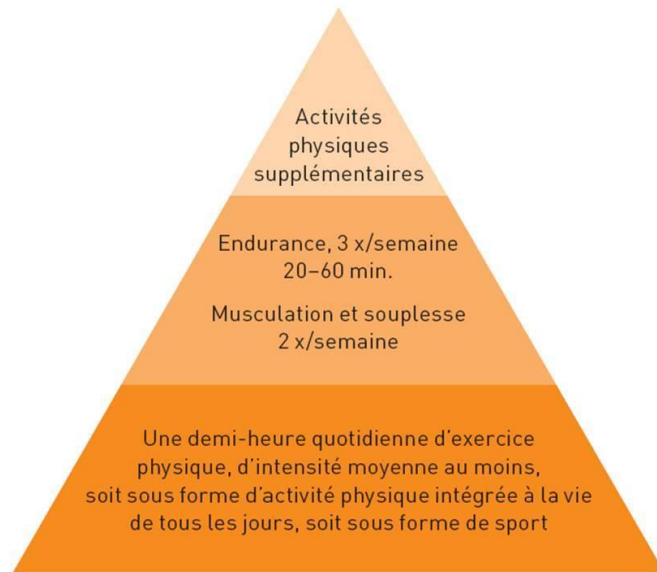 Activités
physiques
supplémentaires
Endurance, 3 x/semaine
20–60 min.
Musculation et souplesse
2 x/semaine
Une demi-heure quotidienne d’exercice
physique, d’intensité moyenne au moins,
soit sous forme d’activité physique intégrée à la vie
de tous les jours, soit sous forme de sport